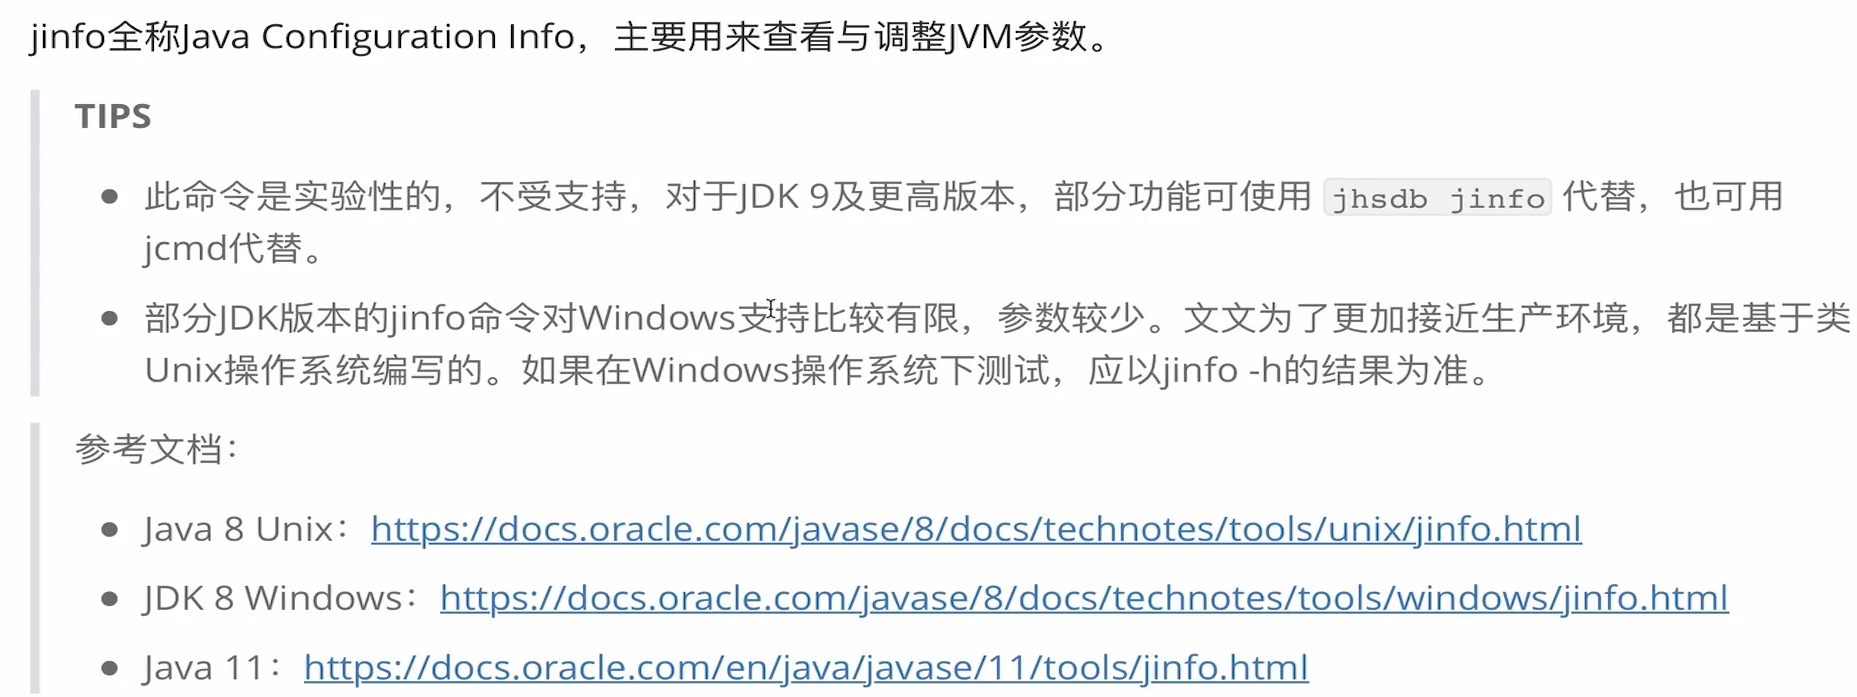 jinfo全称Java Configuration Info，主要用来查看与调整JVM参数。
TIPS
● 此命令是实验性的，不受支持，对于JDK 9及更高版本，部分功能可使用 jhsdb jinfo 代替，也可用
jcmd代替。
● 部分JDK版本的jinfo命令对Windows支持比较有限，参数较少。文文为了更加接近生产环境，都是基于类
Unix操作系统编写的。如果在Windows操作系统下测试，应以jinfo -h的结果为准。
参考文档：
● Java 8 Unix：https://docs.oracle.com/javase/8/docs/technotes/tools/unix/jinfo.html
● JDK 8 Windows：https://docs.oracle.com/javase/8/docs/technotes/tools/windows/jinfo.html
● Java 11：https://docs.oracle.com/en/java/javase/11/tools/jinfo.html